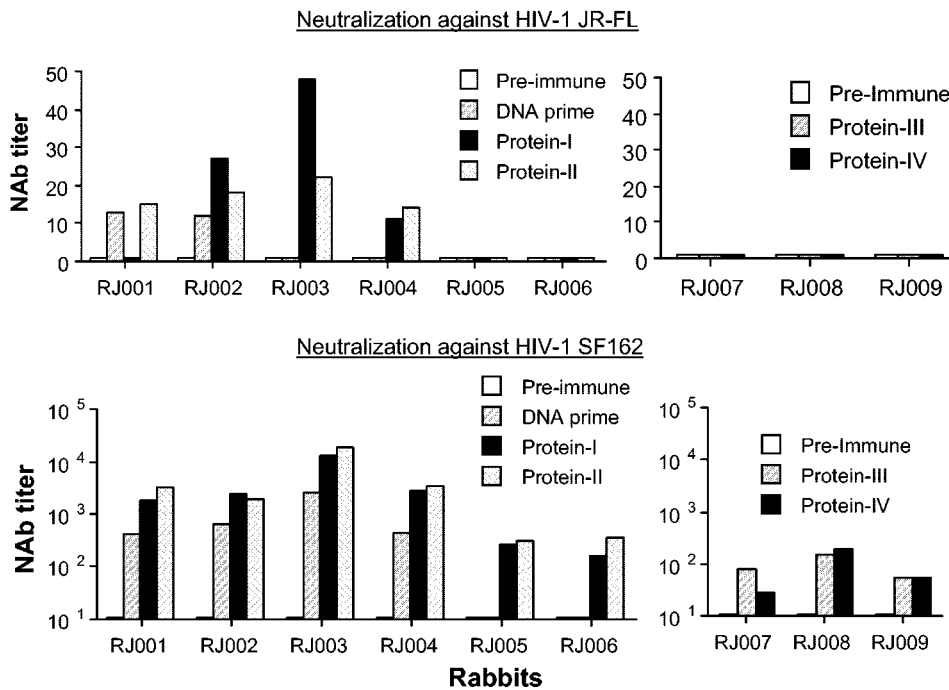 Neutralization against HIV-1 JR-FL
NAb titer
50
40
30
20
10
0
Pre-immune
DNA prime
Protein-I
Protein-II
RJ001 RJ002 RJ003 RJ004 RJ005 RJ006
50
40
30
20
10
0
Pre-Immune
Protein-III
Protein-IV
RJ007 RJ008 RJ009
Neutralization against HIV-1 SF162
NAb titer
10^5
10^4
10^3
10^2
10^1
Pre-immune
DNA prime
Protein-I
Protein-II
RJ001 RJ002 RJ003 RJ004 RJ005 RJ006
10^5
10^4
10^3
10^2
10^1
Pre-Immune
Protein-III
Protein-IV
RJ007 RJ008 RJ009
Rabbits